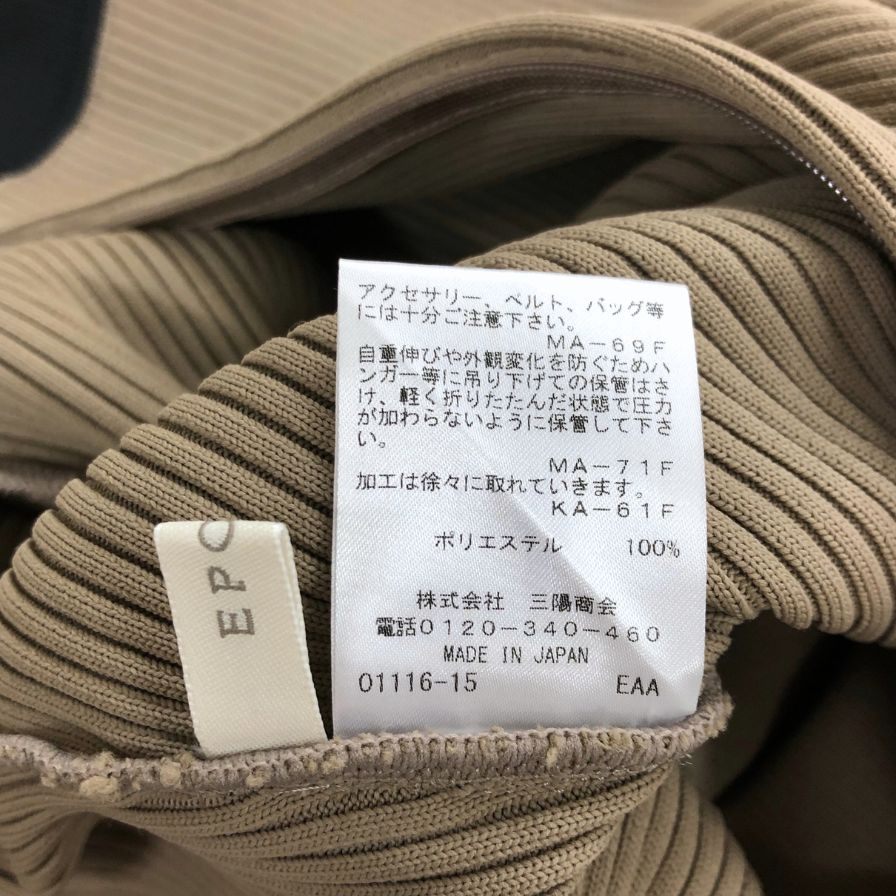 アクセサリー、ベルト、バッグ等
には十分ご注意下さい。
MA-69F
自重伸びや外観変化を防ぐためハ
ンガー等に吊り下げての保管はさ
け、軽く折りたたんだ状態で圧力
が加わらないように保管して下さ
い。
MA-71F
加工は徐々に取れていきます。
KA-61F
ポリエステル 100%
株式会社 三陽商会
電話0120-340-460
MADE IN JAPAN
01116-15 EAA
EPO